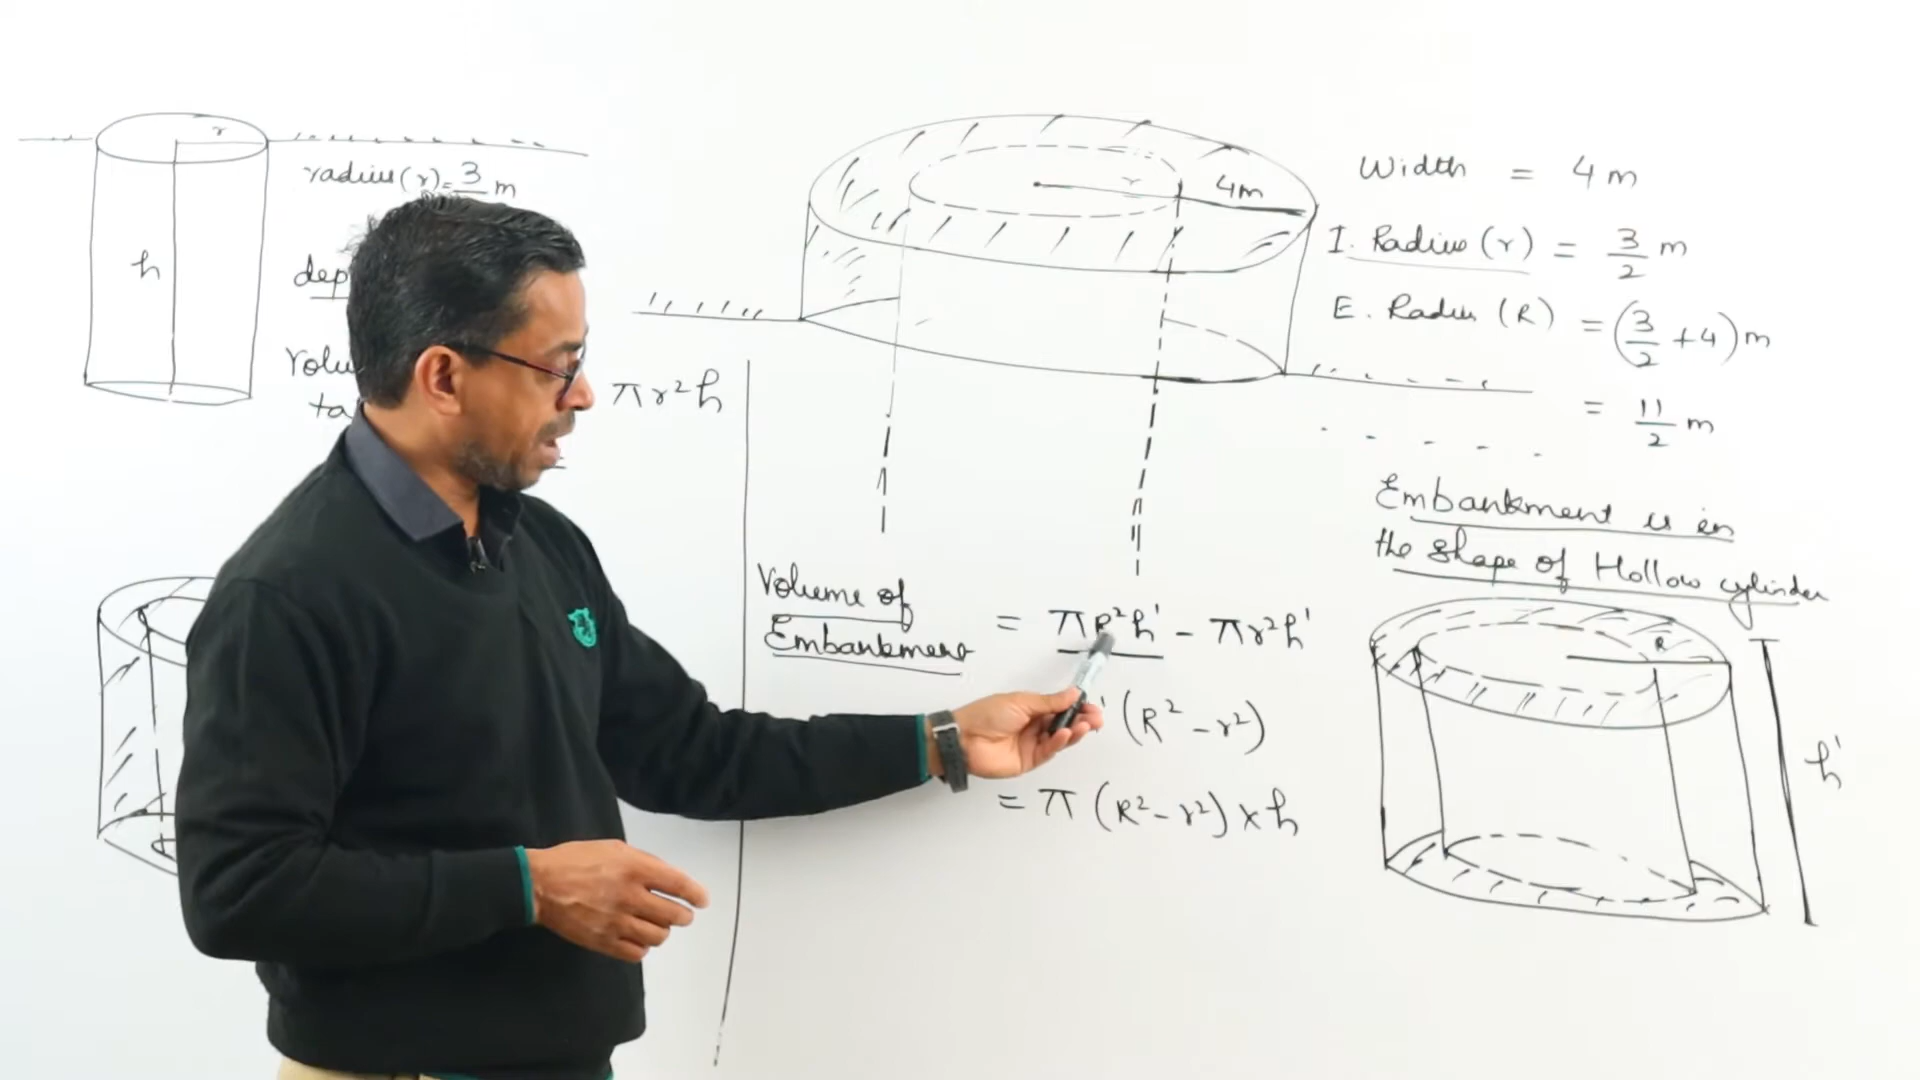 r
radius(r) = 3 m
h
dep
Volu
ta
πr²h
r
4m
Width = 4 m
I. Radius (r) = 3/2 m
E. Radius (R) = (3/2 + 4) m
= 11/2 m
Embankment is in
the shape of Hollow cylinder
R
h'
Volume of
Embankment = πR²h' - πr²h'
' (R² - r²)
= π (R² - r²) x h